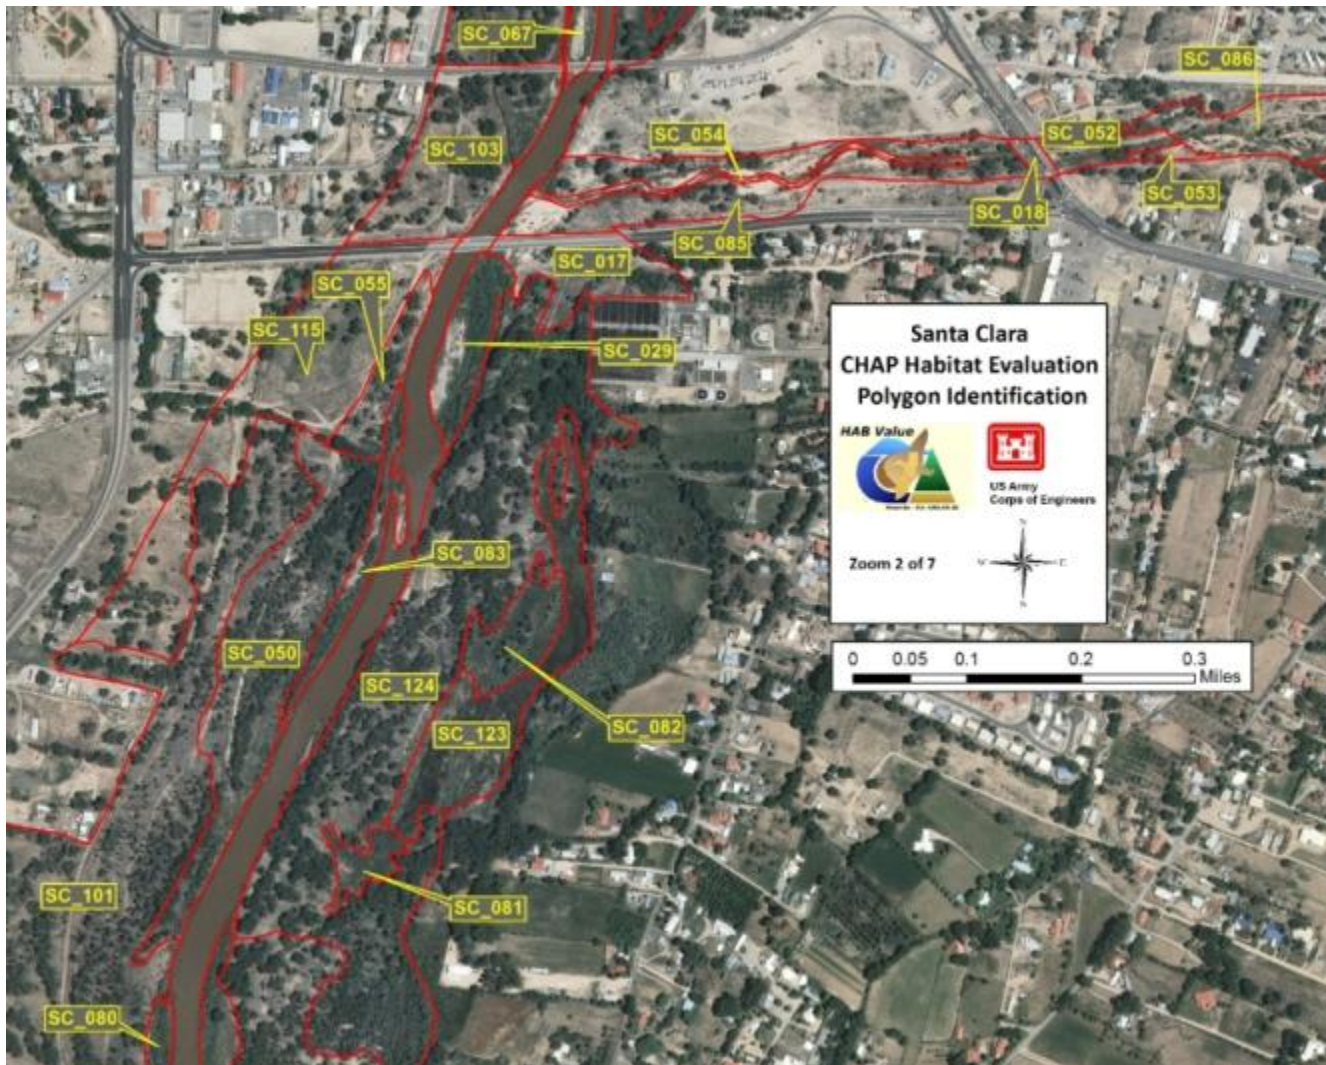 SC_067
SC_086
SC_054
SC_052
SC_103
SC_053
SC_018
SC_085
SC_017
SC_055
SC_115
SC_029
Santa Clara
CHAP Habitat Evaluation
Polygon Identification
HAB Value
US Army
Corps of Engineers
N
SC_083
Zoom 2 of 7
W
E
SC_050
0 0.05 0.1 0.2 0.3
Miles
SC_124
SC_123
SC_082
SC_101
SC_081
SC_080